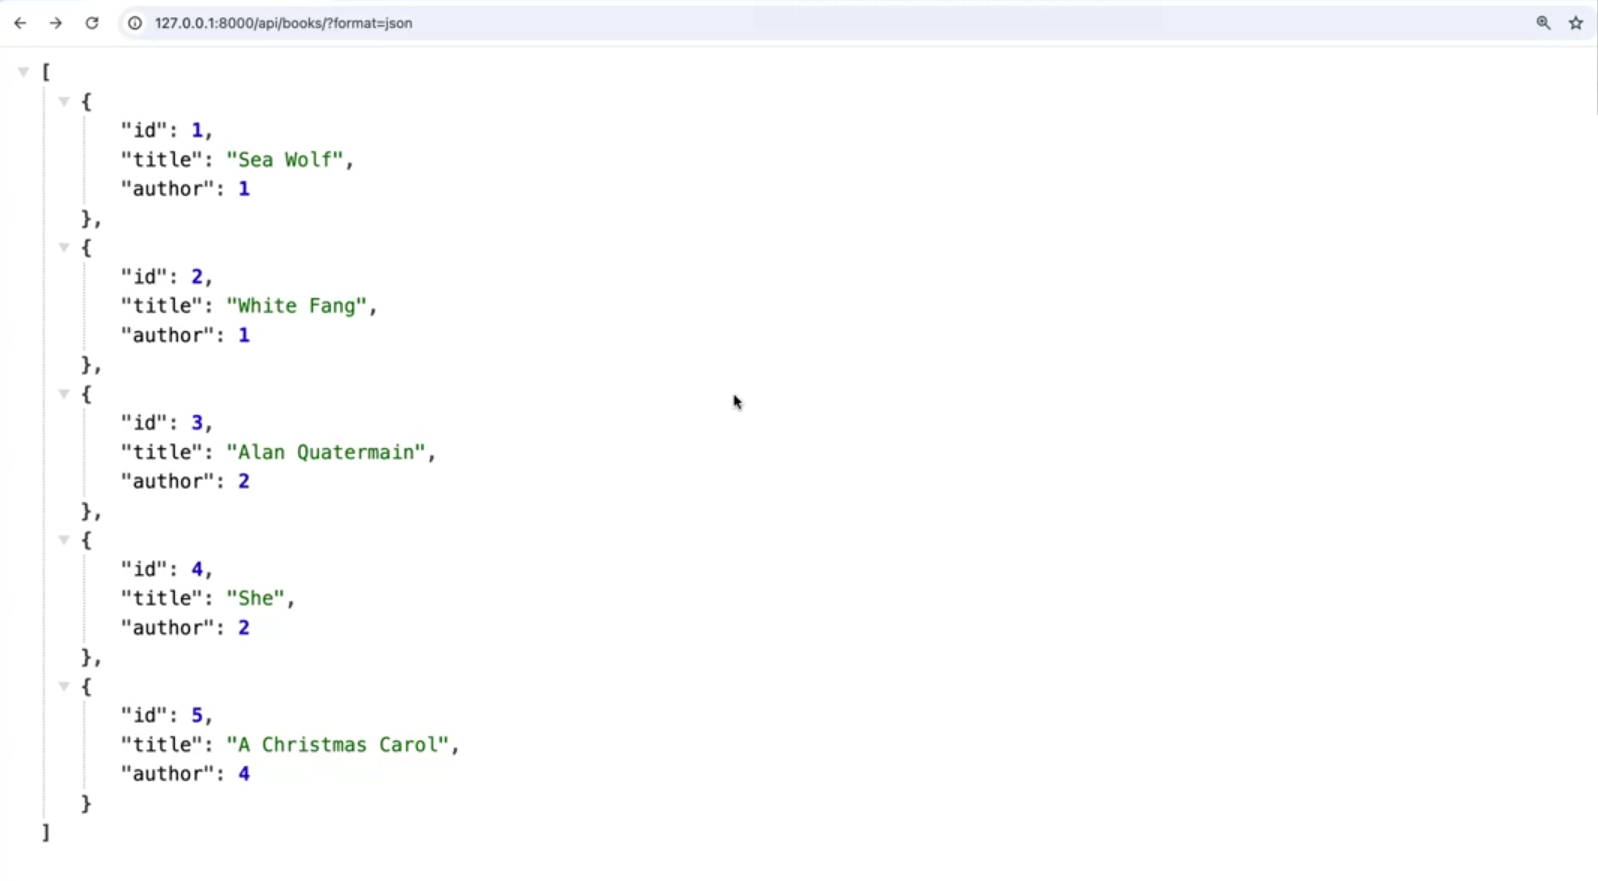 127.0.0.1:8000/api/books/?format=json
[
{
"id": 1,
"title": "Sea Wolf",
"author": 1
},
{
"id": 2,
"title": "White Fang",
"author": 1
},
{
"id": 3,
"title": "Alan Quatermain",
"author": 2
},
{
"id": 4,
"title": "She",
"author": 2
},
{
"id": 5,
"title": "A Christmas Carol",
"author": 4
}
]